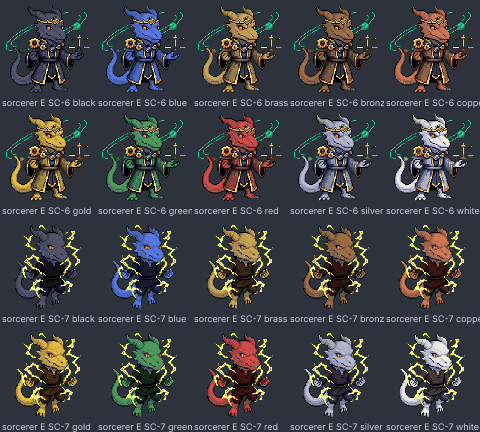 sorcerer E SC-6 black sorcerer E SC-6 blue sorcerer E SC-6 brass sorcerer E SC-6 bronz sorcerer E SC-6 coppe
sorcerer E SC-6 gold sorcerer E SC-6 green sorcerer E SC-6 red sorcerer E SC-6 silver sorcerer E SC-6 white
sorcerer E SC-7 black sorcerer E SC-7 blue sorcerer E SC-7 brass sorcerer E SC-7 bronz sorcerer E SC-7 coppe
sorcerer E SC-7 gold sorcerer E SC-7 green sorcerer E SC-7 red sorcerer E SC-7 silver sorcerer E SC-7 white